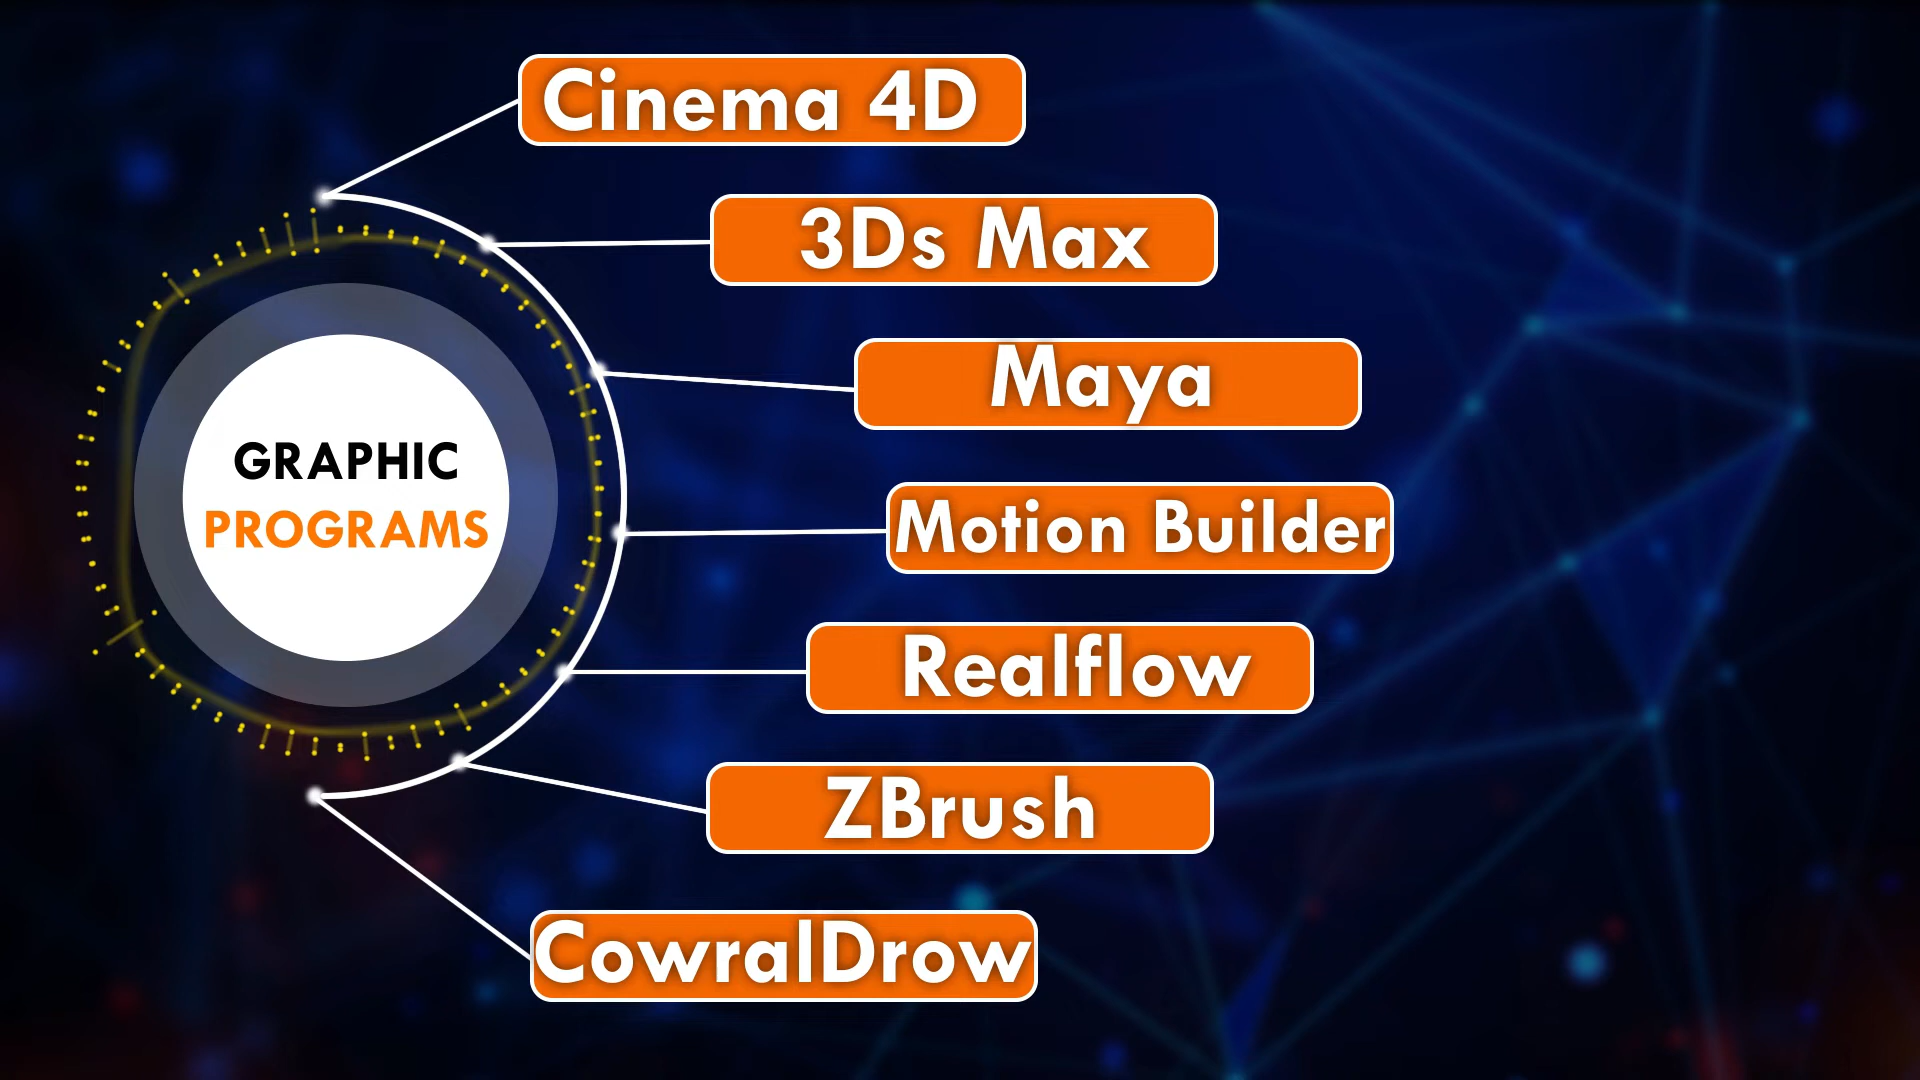 GRAPHIC
PROGRAMS
Cinema 4D
3Ds Max
Maya
Motion Builder
Realflow
ZBrush
CowralDrow